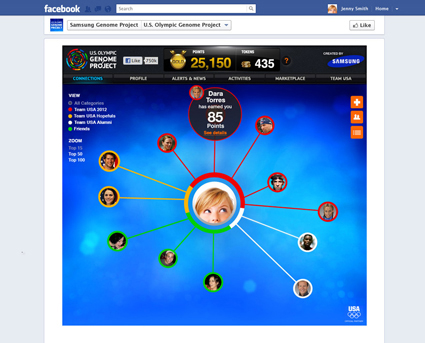 facebook
Search
Jenny Smith
Home
Samsung Genome Project
U.S. Olympic Genome Project
Like
U.S. OLYMPIC
GENOME
PROJECT
Like
750k
GOLD
POINTS
25,150
TOKENS
435
?
CREATED BY
SAMSUNG
CONNECTIONS
PROFILE
ALERTS & NEWS
ACTIVITIES
MARKETPLACE
TEAM USA
VIEW
All Categories
Team USA 2012
Team USA Hopefuls
Team USA Alumni
Friends
ZOOM
Top 15
Top 50
Top 100
Dara
Torres
has earned you
85
Points
See details
USA